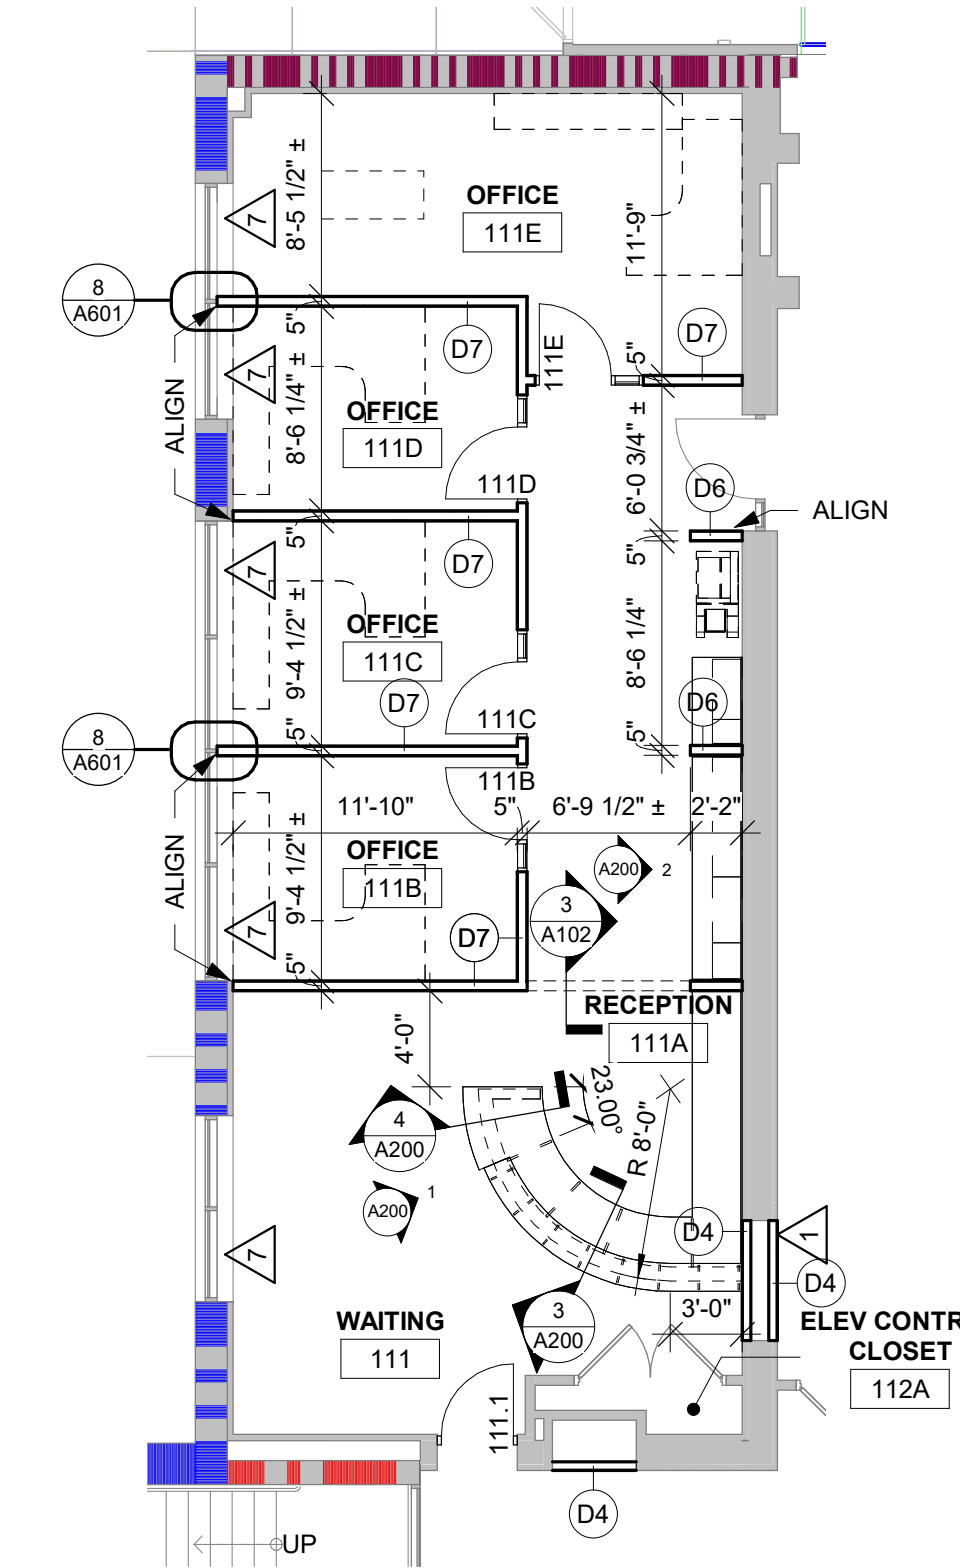 OFFICE
111E
8'-5 1/2" ±
11'-9"
7
8
A601
5"
D7
111E
D7
5"
7
ALIGN
8'-6 1/4" ±
OFFICE
111D
6'-0 3/4" ±
111D
D6
ALIGN
5"
D7
5"
7
9'-4 1/2" ±
OFFICE
111C
8'-6 1/4"
D7
111C
D6
8
A601
5"
5"
111B
11'-10"
5"
6'-9 1/2" ±
2'-2"
ALIGN
9'-4 1/2" ±
OFFICE
111B
A200
2
3
A102
7
D7
5"
RECEPTION
111A
4'-0"
23.00°
R 8'-0"
4
A200
A200
1
D4
1
7
D4
3'-0"
3
A200
WAITING
111
ELEV CONTR
CLOSET
112A
111.1
D4
UP